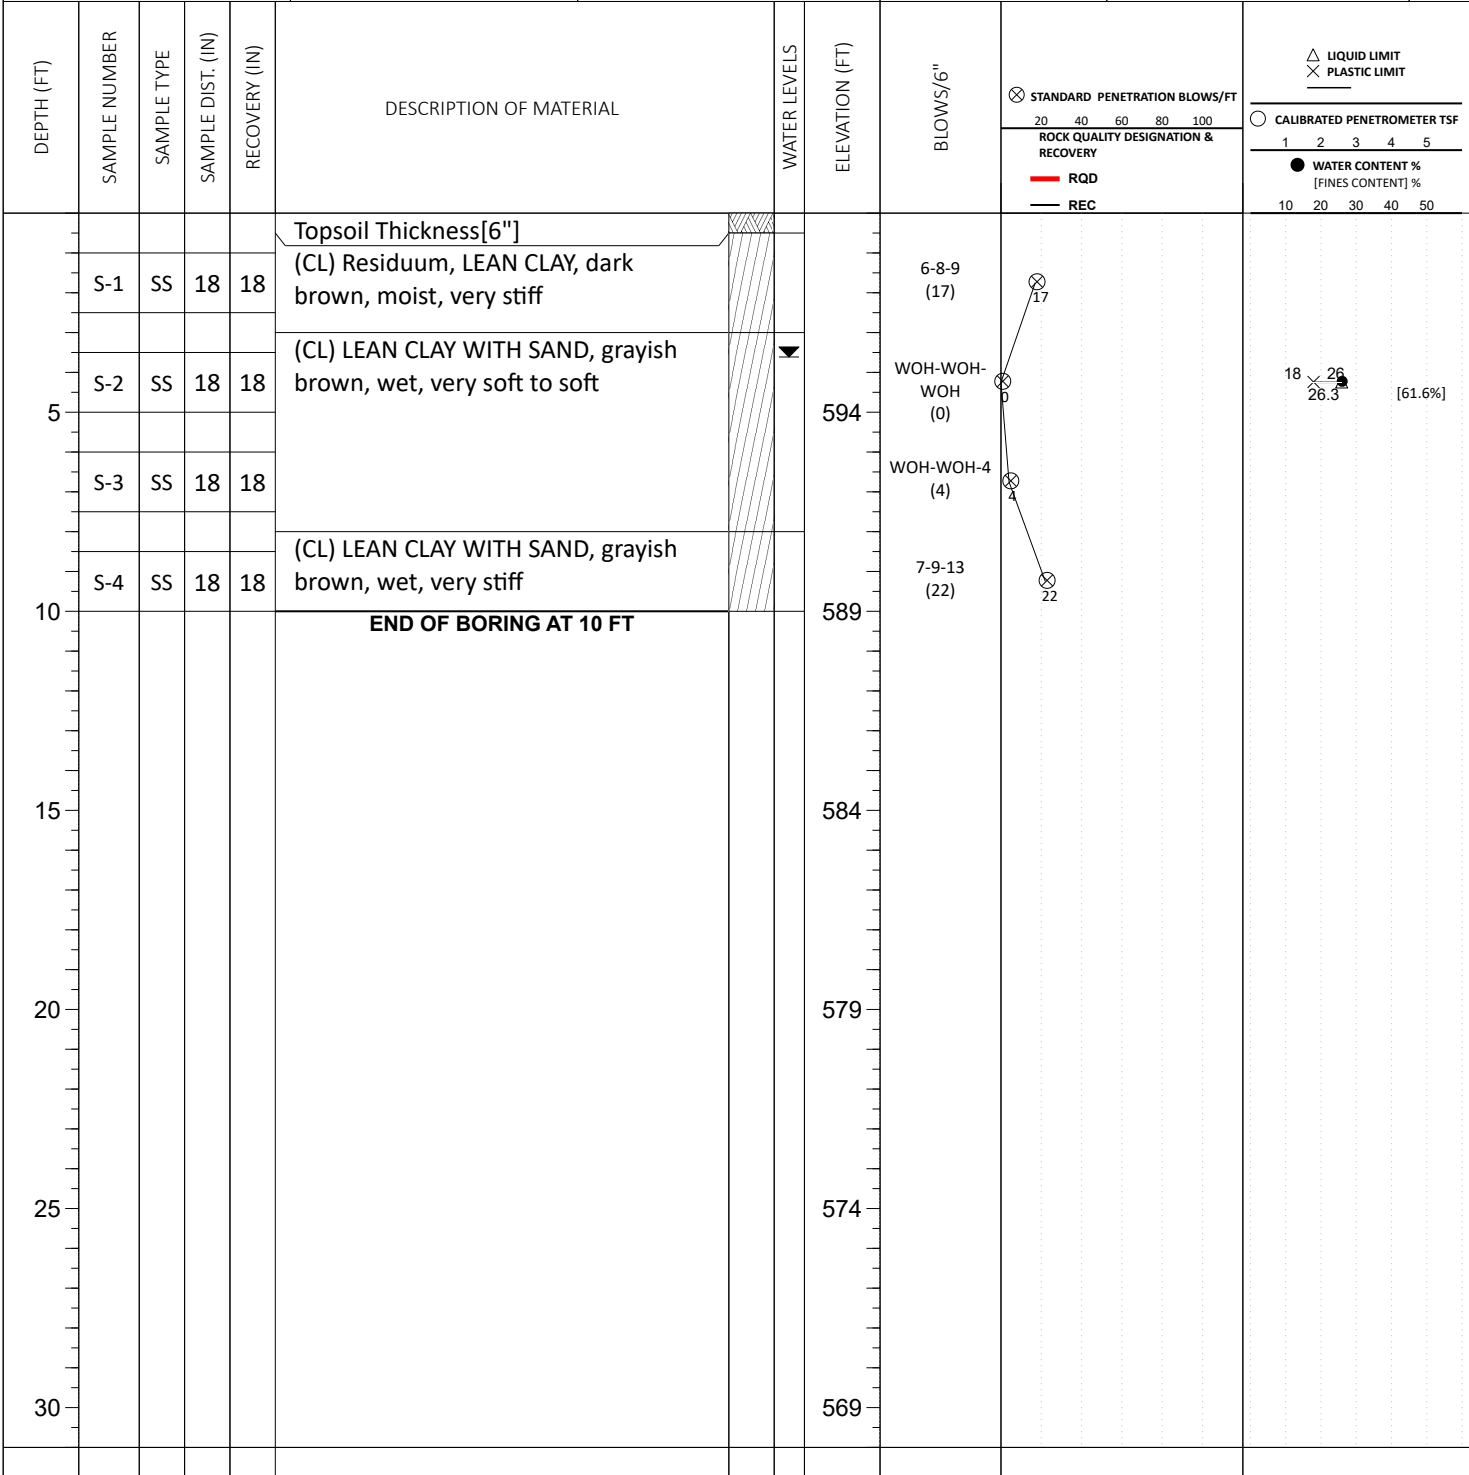 DEPTH (FT)
SAMPLE NUMBER
SAMPLE TYPE
SAMPLE DIST. (IN)
RECOVERY (IN)
DESCRIPTION OF MATERIAL
WATER LEVELS
ELEVATION (FT)
BLOWS/6"
STANDARD PENETRATION BLOWS/FT
20 40 60 80 100
ROCK QUALITY DESIGNATION &
RECOVERY
RQD
REC
LIQUID LIMIT
PLASTIC LIMIT
CALIBRATED PENETROMETER TSF
1 2 3 4 5
WATER CONTENT %
[FINES CONTENT] %
10 20 30 40 50
Topsoil Thickness[6"]
S-1 SS 18 18
(CL) Residuum, LEAN CLAY, dark
brown, moist, very stiff
6-8-9
(17)
17
S-2 SS 18 18
(CL) LEAN CLAY WITH SAND, grayish
brown, wet, very soft to soft
WOH-WOH-
WOH
(0)
0
18 26
26.3
[61.6%]
5
594
S-3 SS 18 18
WOH-WOH-4
(4)
4
S-4 SS 18 18
(CL) LEAN CLAY WITH SAND, grayish
brown, wet, very stiff
7-9-13
(22)
22
10
589
END OF BORING AT 10 FT
15
584
20
579
25
574
30
569